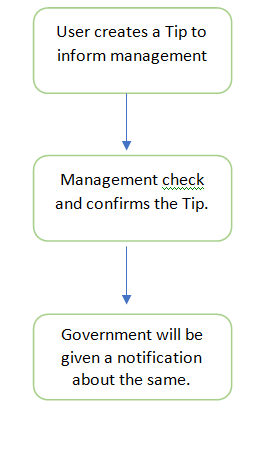 User creates a Tip to
inform management
Management check
and confirms the Tip.
Government will be
given a notification
about the same.